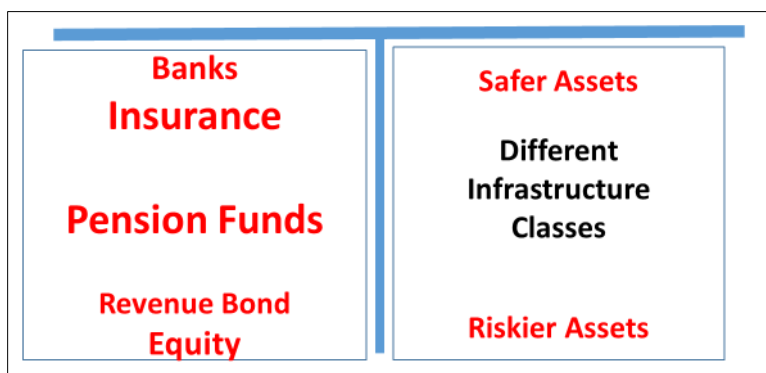 Banks
Insurance
Pension Funds
Revenue Bond
Equity
Safer Assets
Different
Infrastructure
Classes
Riskier Assets